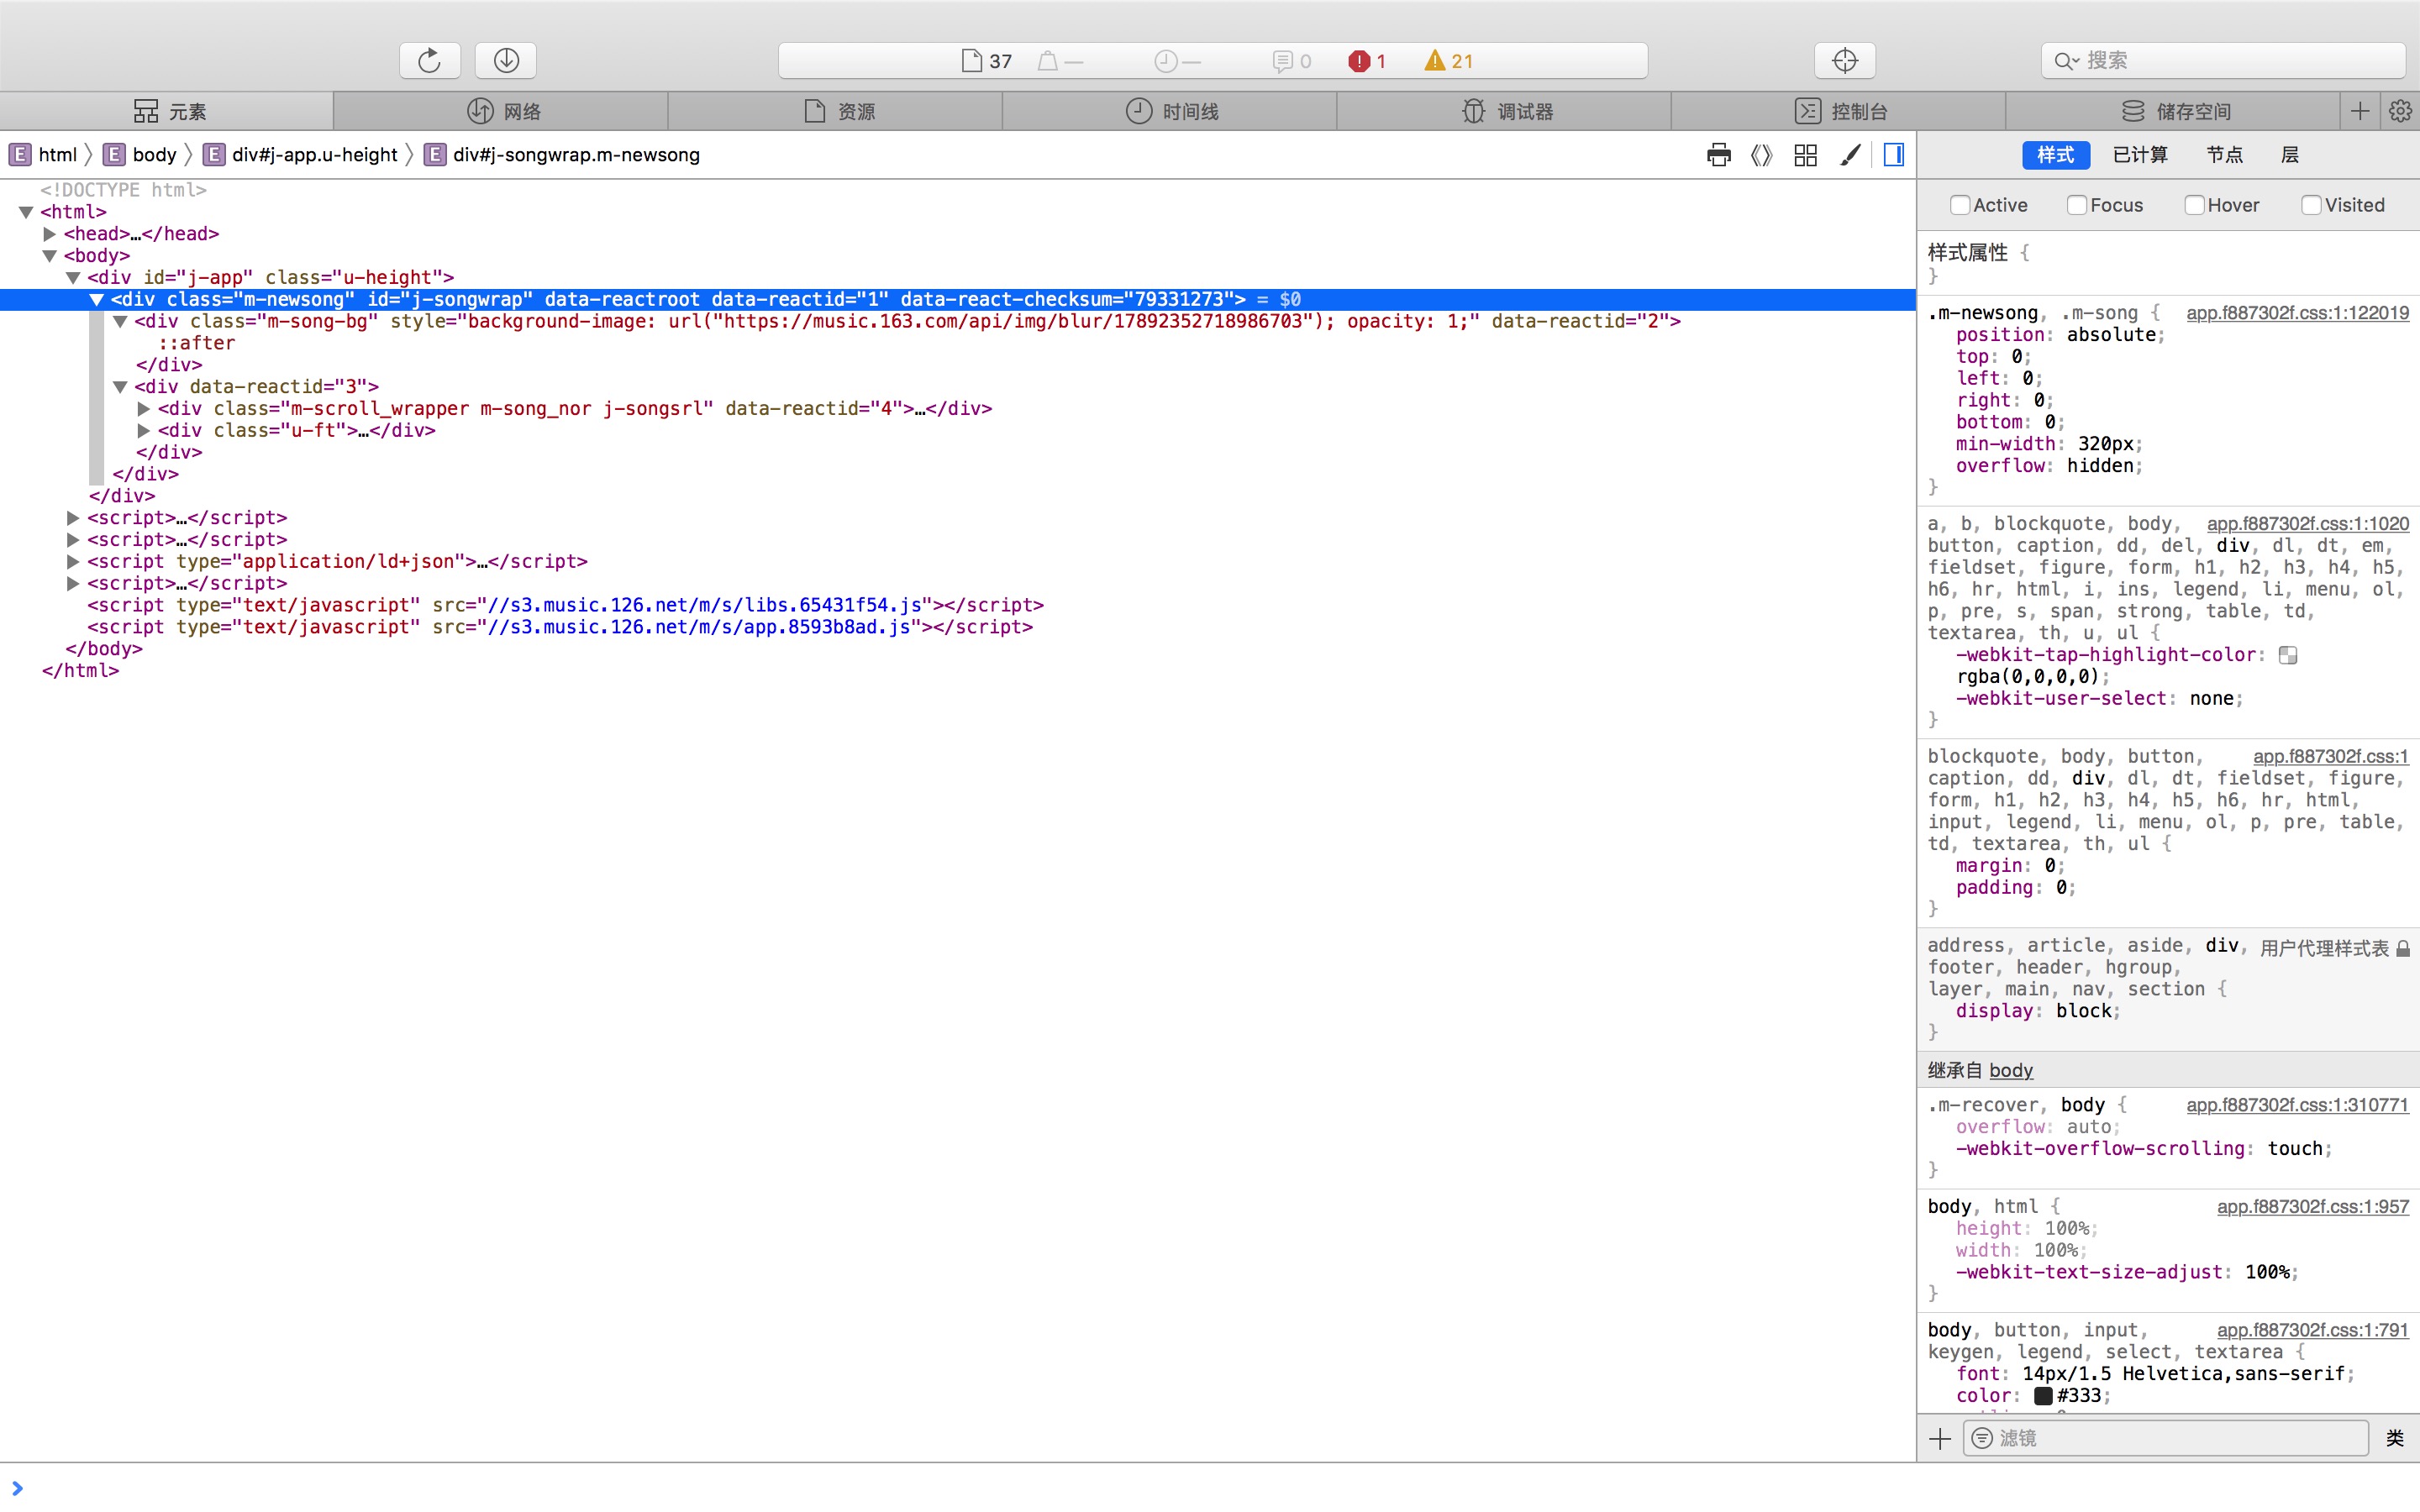 37 — — 0 1 21 搜索
元素 网络 资源 时间线 调试器 控制台 储存空间
E html E body E div#j-app.u-height E div#j-songwrap.m-newsong
<!DOCTYPE html>
<html>
<head>…</head>
<body>
<div id="j-app" class="u-height">
<div class="m-newsong" id="j-songwrap" data-reactroot data-reactid="1" data-react-checksum="79331273"> = $0
<div class="m-song-bg" style="background-image: url("https://music.163.com/api/img/blur/17892352718986703"); opacity: 1;" data-reactid="2">
::after
</div>
<div data-reactid="3">
<div class="m-scroll_wrapper m-song_nor j-songsrl" data-reactid="4">…</div>
<div class="u-ft">…</div>
</div>
</div>
</div>
<script>…</script>
<script>…</script>
<script type="application/ld+json">…</script>
<script>…</script>
<script type="text/javascript" src="//s3.music.126.net/m/s/libs.65431f54.js"></script>
<script type="text/javascript" src="//s3.music.126.net/m/s/app.8593b8ad.js"></script>
</body>
</html>
样式 已计算 节点 层
Active Focus Hover Visited
样式属性 {
}
.m-newsong, .m-song { app.f887302f.css:1:122019
position: absolute;
top: 0;
left: 0;
right: 0;
bottom: 0;
min-width: 320px;
overflow: hidden;
}
a, b, blockquote, body, app.f887302f.css:1:1020
button, caption, dd, del, div, dl, dt, em,
fieldset, figure, form, h1, h2, h3, h4, h5,
h6, hr, html, i, ins, legend, li, menu, ol,
p, pre, s, span, strong, table, td,
textarea, th, u, ul {
-webkit-tap-highlight-color:
rgba(0,0,0,0);
-webkit-user-select: none;
}
blockquote, body, button, app.f887302f.css:1
caption, dd, div, dl, dt, fieldset, figure,
form, h1, h2, h3, h4, h5, h6, hr, html,
input, legend, li, menu, ol, p, pre, table,
td, textarea, th, ul {
margin: 0;
padding: 0;
}
address, article, aside, div, 用户代理样式表
footer, header, hgroup,
layer, main, nav, section {
display: block;
}
继承自 body
.m-recover, body { app.f887302f.css:1:310771
overflow: auto;
-webkit-overflow-scrolling: touch;
}
body, html { app.f887302f.css:1:957
height: 100%;
width: 100%;
-webkit-text-size-adjust: 100%;
}
body, button, input, app.f887302f.css:1:791
keygen, legend, select, textarea {
font: 14px/1.5 Helvetica,sans-serif;
color: #333;
滤镜 类